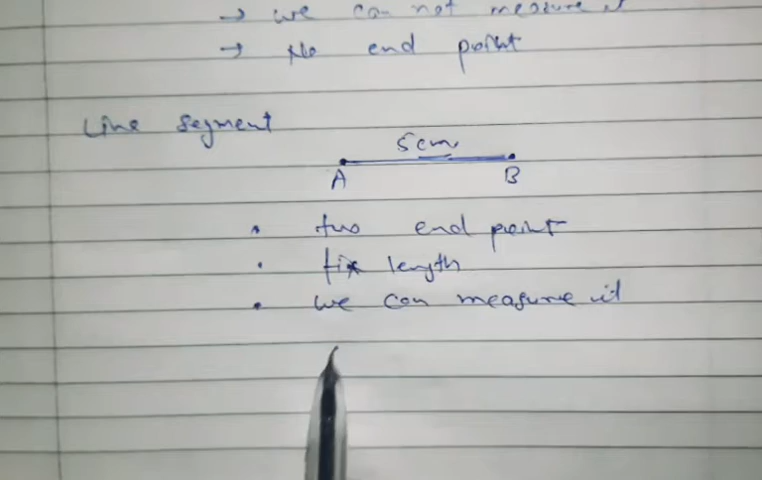 → we can not measure it
→ No end point
Line segment
5cm
A B
• two end point
• fix length
• we can measure it